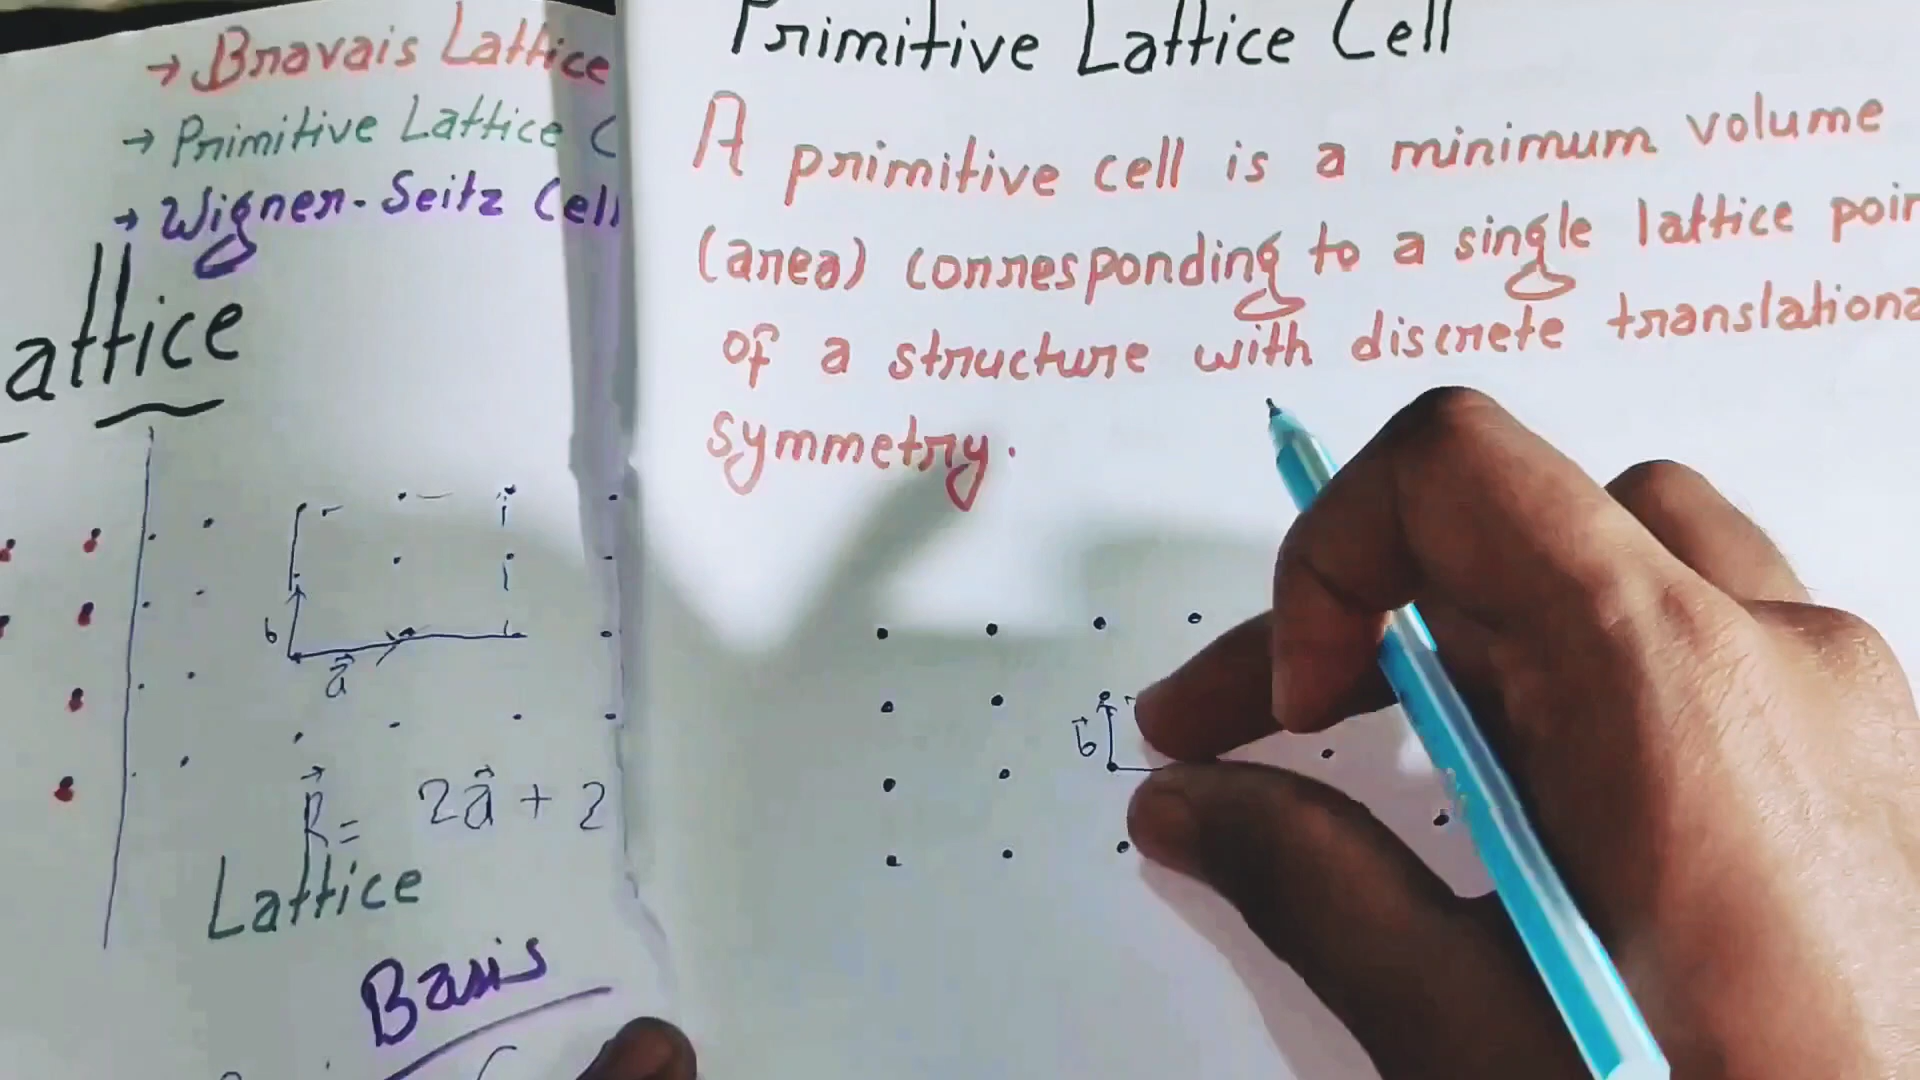 → Bravais Lattice
→ Primitive Lattice C
→ Wigner-Seitz Cell
attice
b
a⃗
R⃗ = 2a⃗ + 2
Lattice
Basis
Primitive Lattice Cell
A primitive cell is a minimum volume
(area) corresponding to a single lattice poin
of a structure with discrete translationa
symmetry.
b⃗